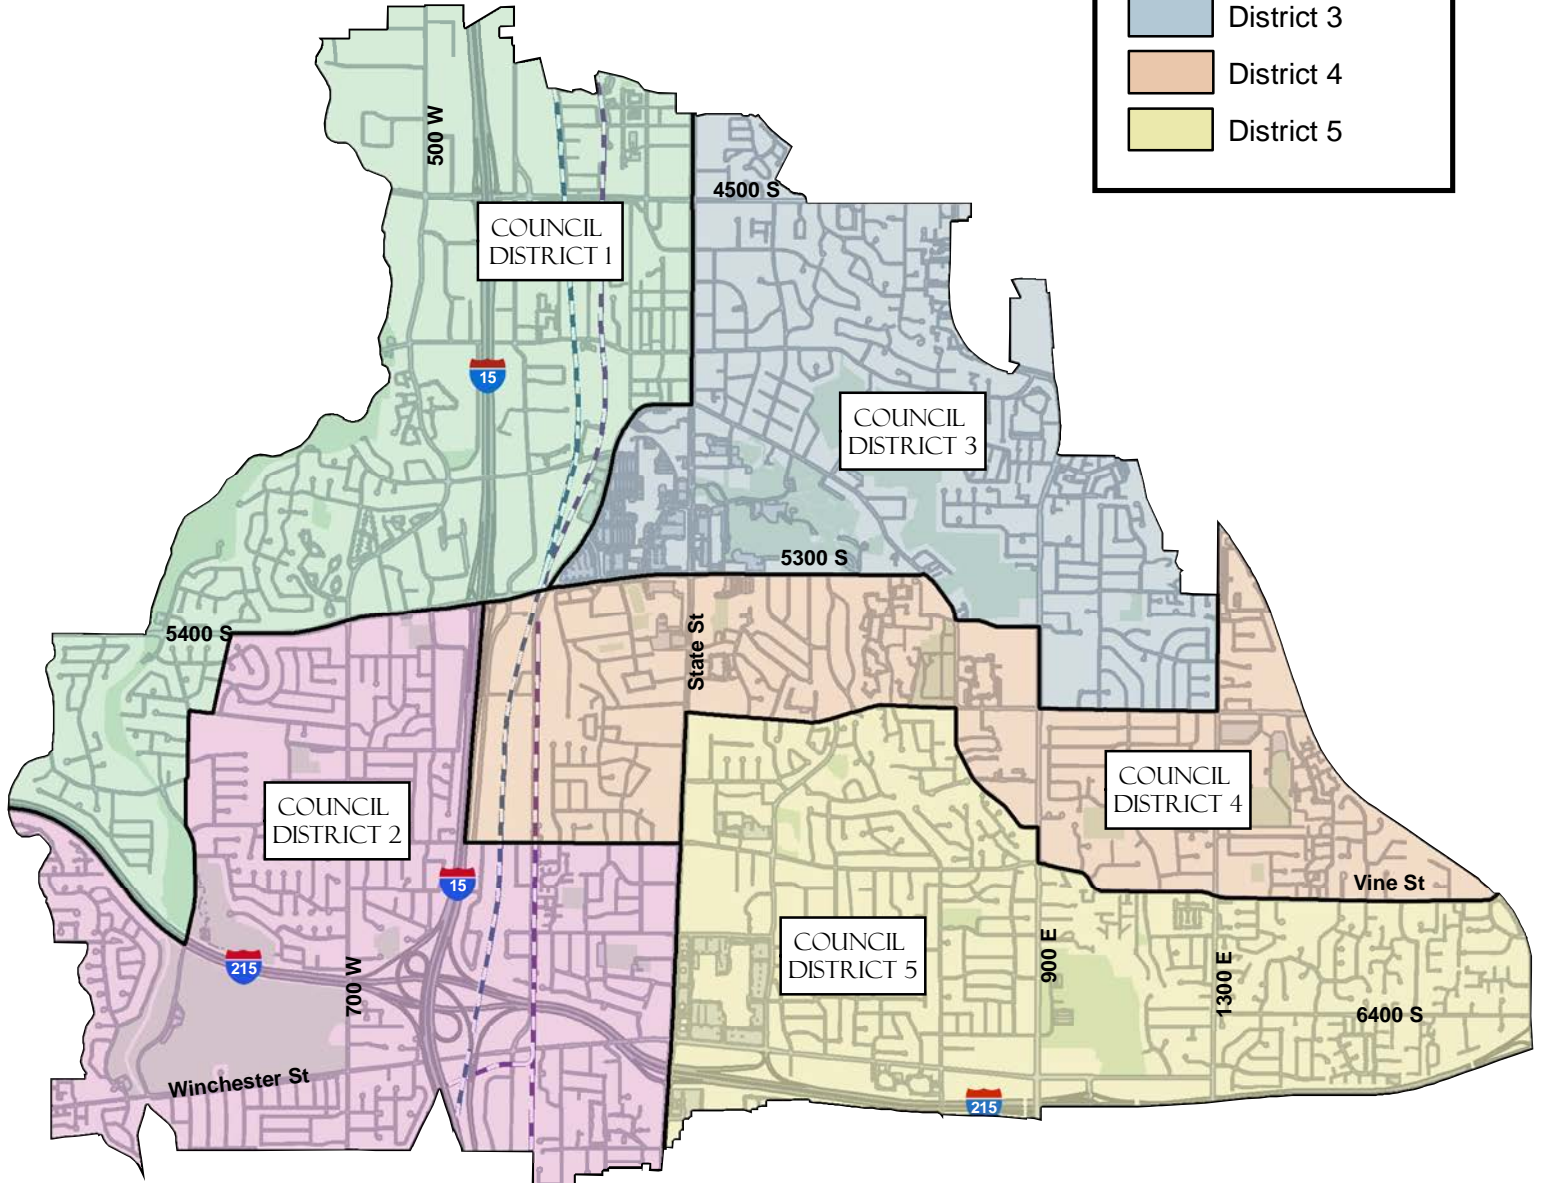 District 3
District 4
District 5
500 W
4500 S
COUNCIL
DISTRICT 1
15
COUNCIL
DISTRICT 3
5300 S
5400 S
State St
COUNCIL
DISTRICT 4
COUNCIL
DISTRICT 2
15
Vine St
COUNCIL
DISTRICT 5
900 E
215
700 W
1300 E
6400 S
Winchester St
215